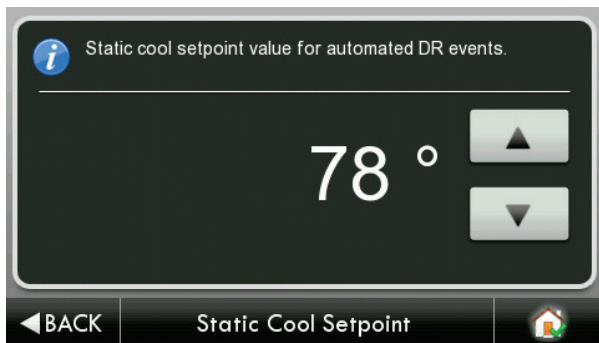 Static cool setpoint value for automated DR events.
78 °
BACK
Static Cool Setpoint